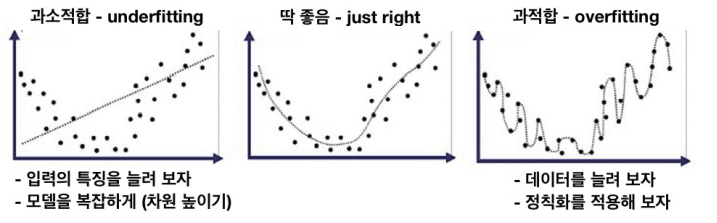 과소적합 - underfitting
딱 좋음 - just right
과적합 - overfitting
- 입력의 특징을 늘려 보자
- 모델을 복잡하게 (차원 높이기)
- 데이터를 늘려 보자
- 정칙화를 적용해 보자